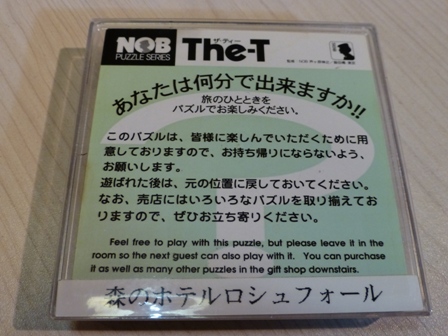 NOB
PUZZLE SERIES
ザ・ティー
The-T
あなたは何分で出来ますか!!
旅のひとときを
パズルでお楽しみください。
このパズルは、皆様に楽しんでいただくために用
意しておりますので、お持ち帰りにならないよう、
お願いします。
遊ばれた後は、元の位置に戻しておいてください。
なお、売店にはいろいろなパズルを取り揃えてお
りますので、ぜひお立ち寄りください。
Feel free to play with this puzzle, but please leave it in the
room so the next guest can also play with it. You can purchase
it as well as many other puzzles in the gift shop downstairs.
森のホテルロシュフォール